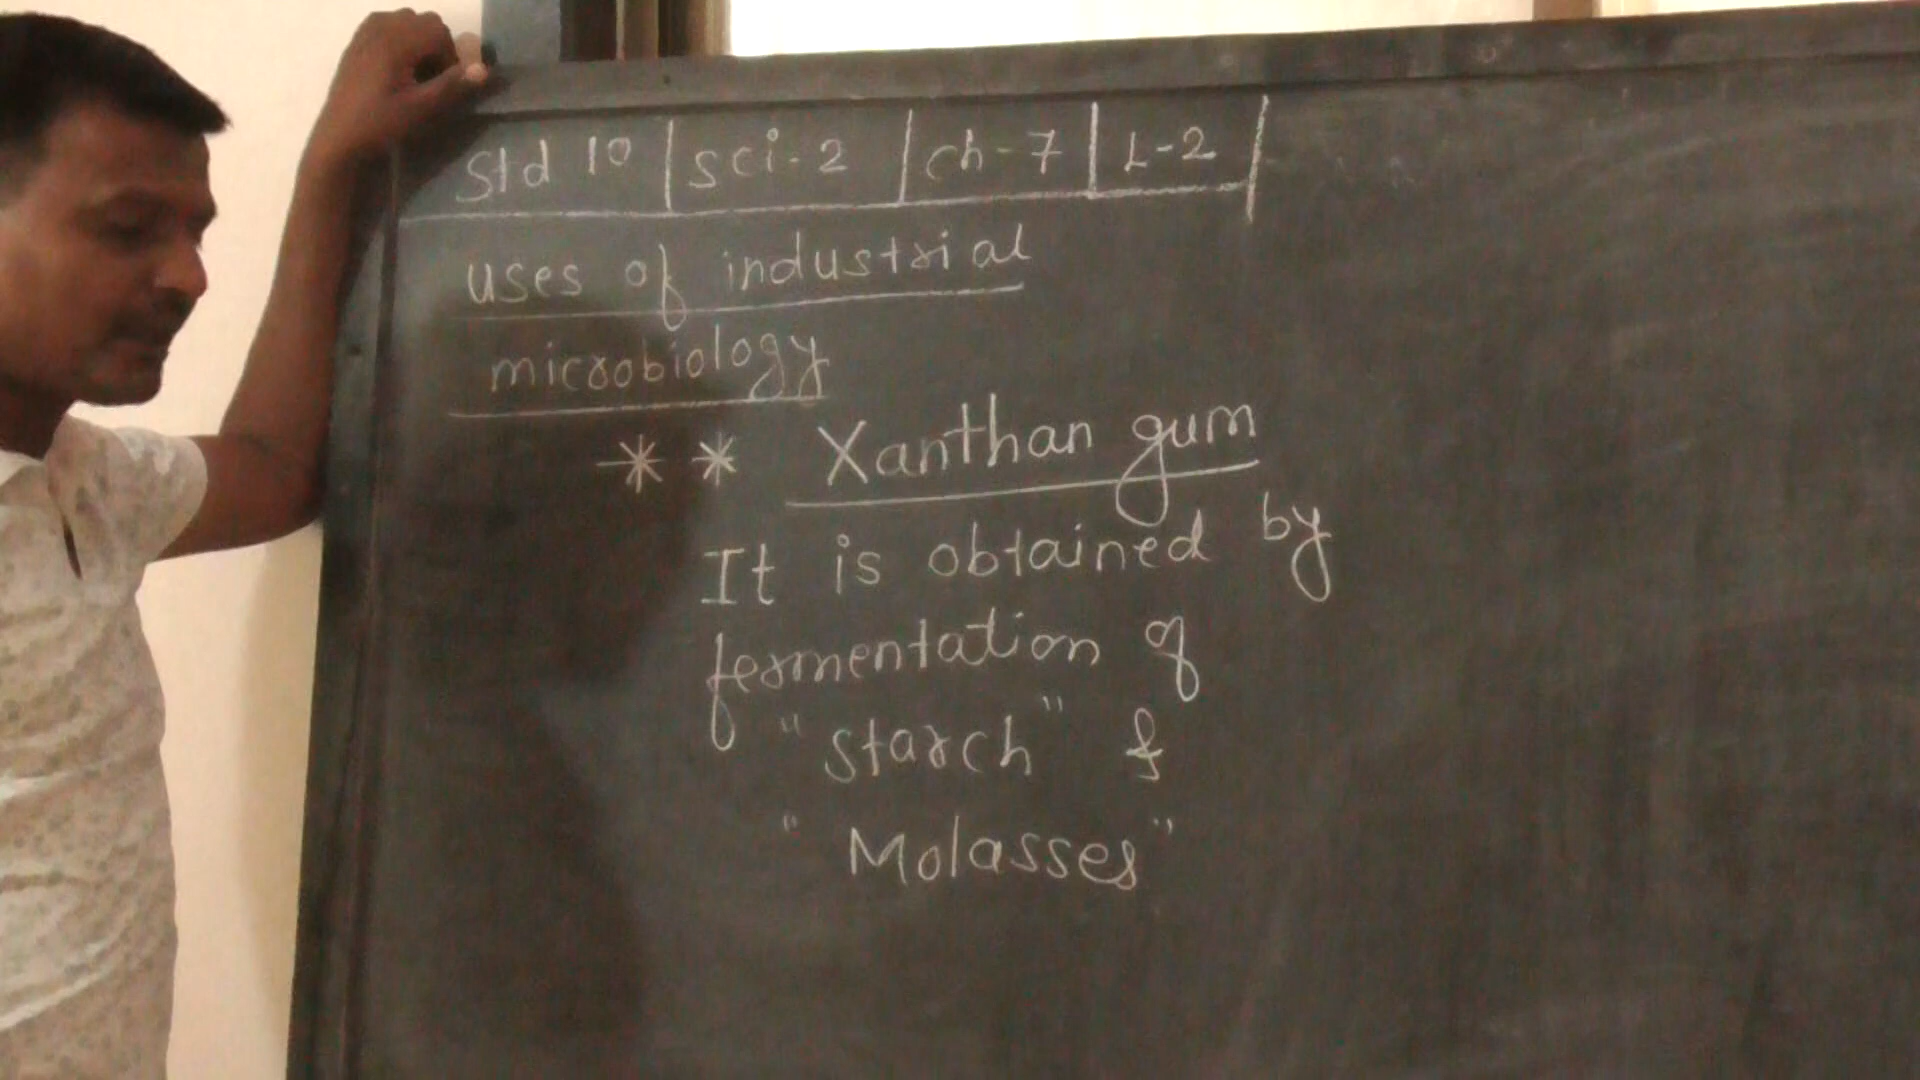 Std 10 | sci-2 | ch-7 | L-2
uses of industrial
microbiology
** Xanthan gum
It is obtained by
fermentation of
"starch" &
"Molasses"